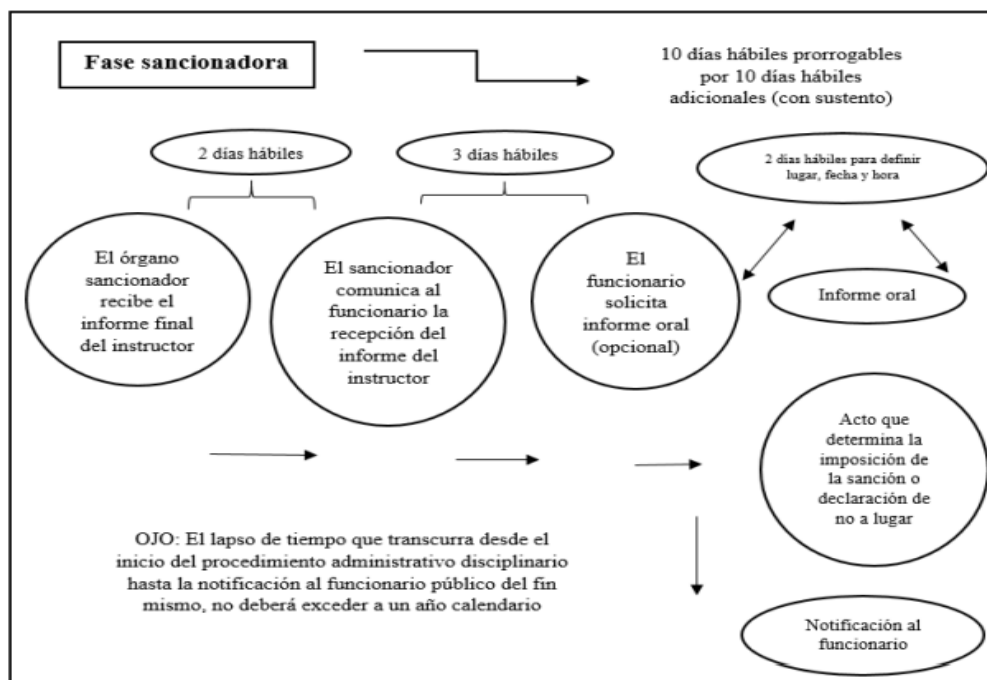 Fase sancionadora
10 días hábiles prorrogables
por 10 días hábiles
adicionales (con sustento)
2 días hábiles
3 días hábiles
2 días hábiles para definir
lugar, fecha y hora
El órgano
sancionador
recibe el
informe final
del instructor
El sancionador
comunica al
funcionario la
recepción del
informe del
instructor
El
funcionario
solicita
informe oral
(opcional)
Informe oral
Acto que
determina la
imposición de
la sanción o
declaración de
no a lugar
OJO: El lapso de tiempo que transcurra desde el
inicio del procedimiento administrativo disciplinario
hasta la notificación al funcionario público del fin
mismo, no deberá exceder a un año calendario
Notificación al
funcionario